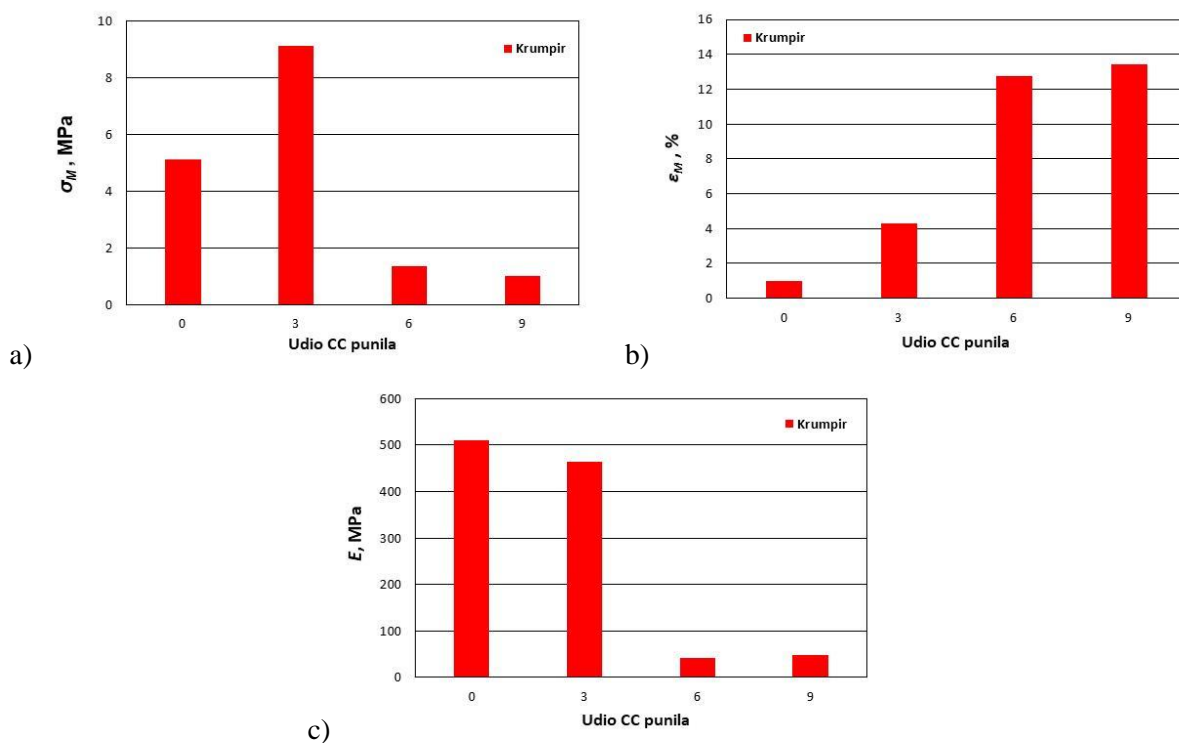 10
8
6
4
2
0
σM , MPa
Krumpir
0 3 6 9
Udio CC punila
a)
16
14
12
10
8
6
4
2
0
εM , %
Krumpir
0 3 6 9
Udio CC punila
b)
600
500
400
300
200
100
0
E, MPa
Krumpir
0 3 6 9
Udio CC punila
c)